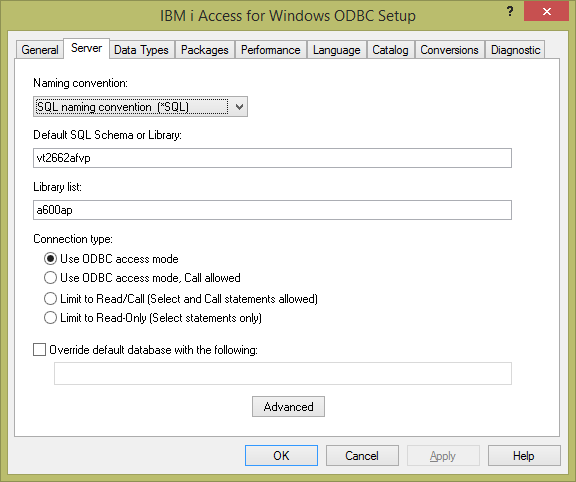 IBM i Access for Windows ODBC Setup
? ×
General Server Data Types Packages Performance Language Catalog Conversions Diagnostic
Naming convention:
SQL naming convention (*SQL)
Default SQL Schema or Library:
vt2662afvp
Library list:
a600ap
Connection type:
Use ODBC access mode
Use ODBC access mode, Call allowed
Limit to Read/Call (Select and Call statements allowed)
Limit to Read-Only (Select statements only)
Override default database with the following:
Advanced
OK Cancel Apply Help